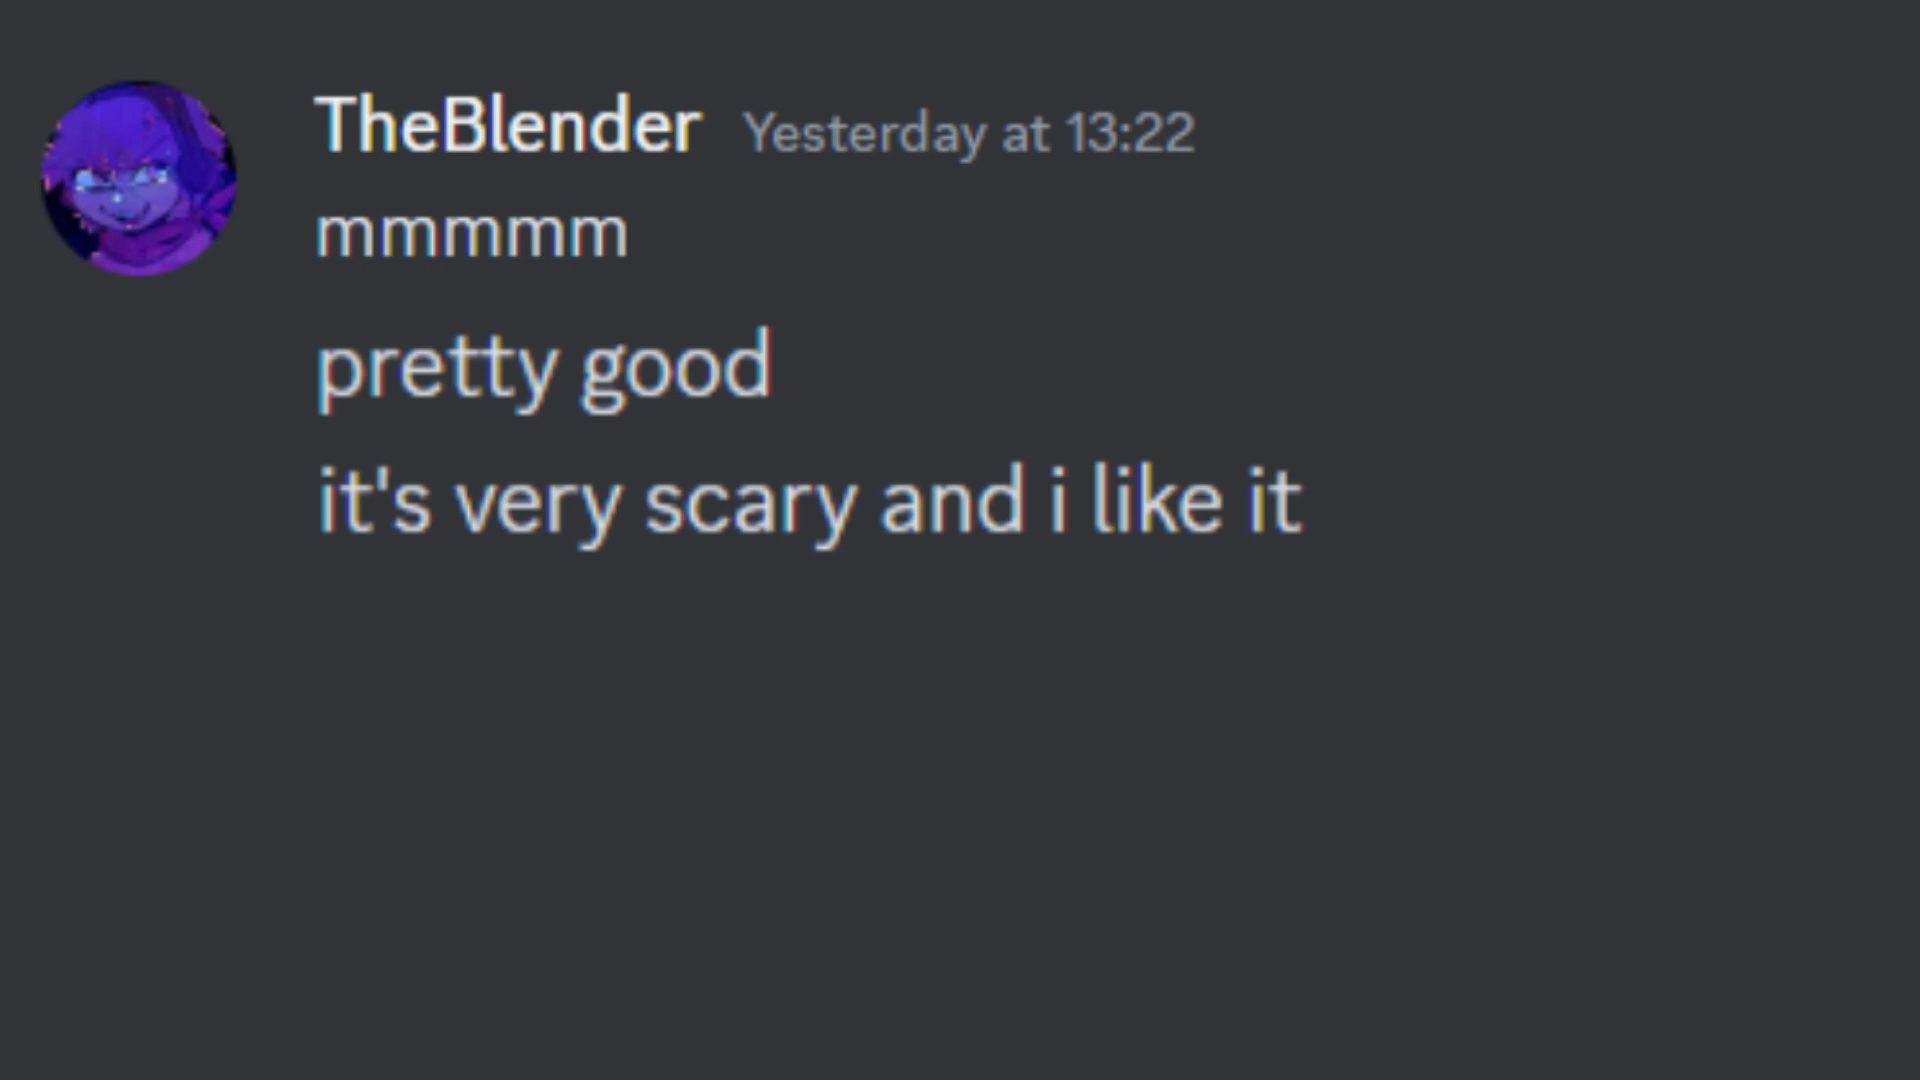 TheBlender Yesterday at 13:22
mmmmm
pretty good
it's very scary and i like it